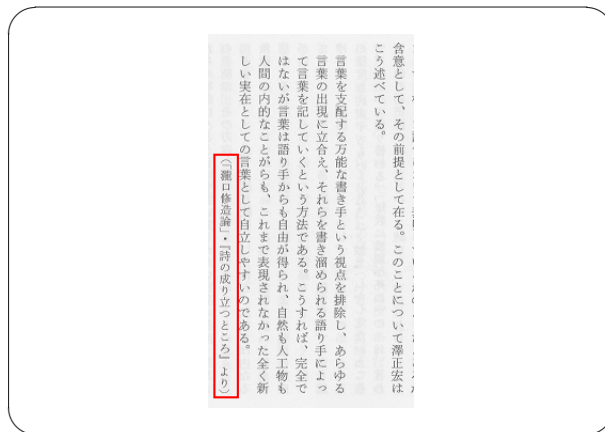 含意として、その前提として在る。このことについて澤正宏は
こう述べている。
言葉を支配する万能な書き手という視点を排除し、あらゆる
言葉の出現に立合え、それらを書き溜められる語り手によっ
て言葉を記していくという方法である。こうすれば、完全で
はないが言葉は語り手からも自由が得られ、自然も人工物も
人間の内的なことがらも、これまで表現されなかった全く新
しい実在としての言葉として自立しやすいのである。
(「瀧口修造論」・『詩の成り立つところ』より)